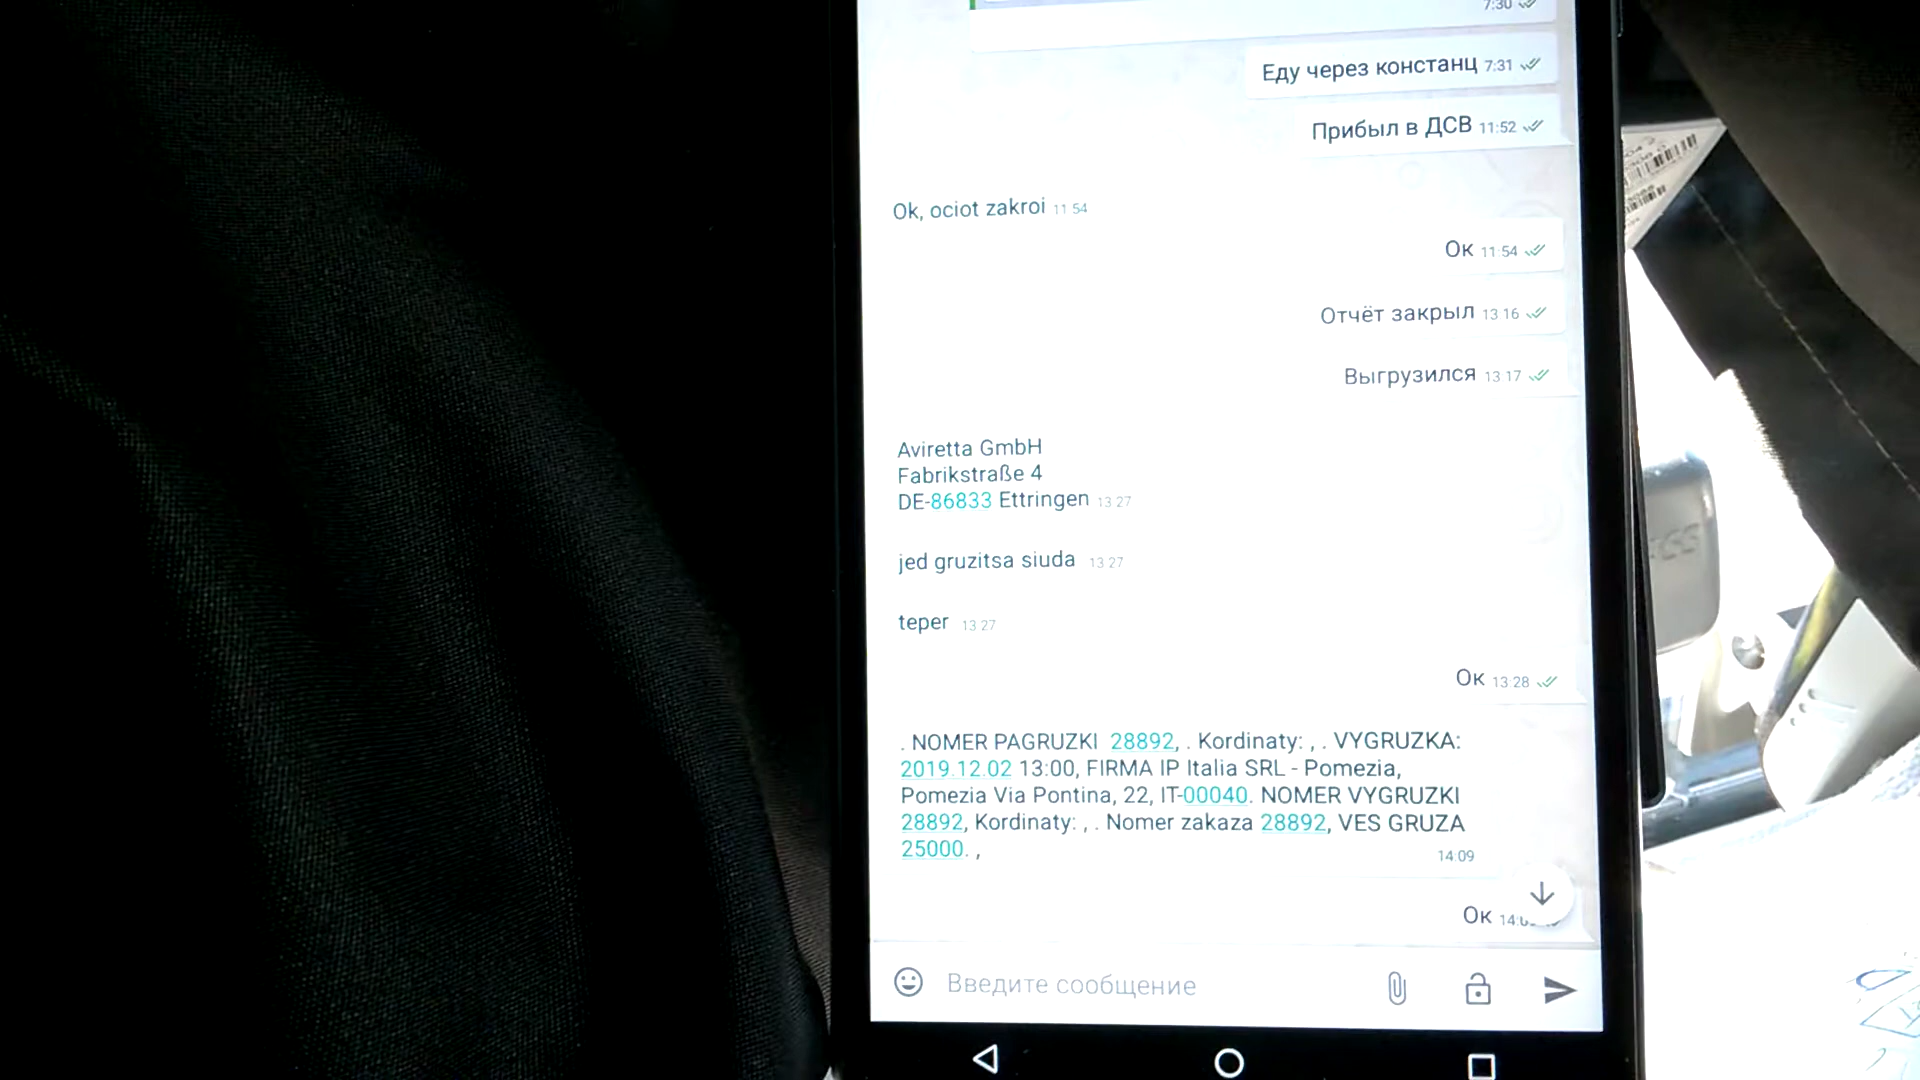 7:30
Еду через констанц 7:31
Прибыл в ДСВ 11:52
Ok, ociot zakroi 11 54
Ок 11:54
Отчёт закрыл 13 16
Выгрузился 13 17
Aviretta GmbH
Fabrikstraße 4
DE-86833 Ettringen 13 27
jed gruzitsa siuda 13 27
teper 13 27
Ок 13:28
. NOMER PAGRUZKI 28892, . Kordinaty: , . VYGRUZKA:
2019.12.02 13:00, FIRMA IP Italia SRL - Pomezia,
Pomezia Via Pontina, 22, IT-00040. NOMER VYGRUZKI
28892, Kordinaty: , . Nomer zakaza 28892, VES GRUZA
25000. ,
14:09
Ок
Введите сообщение